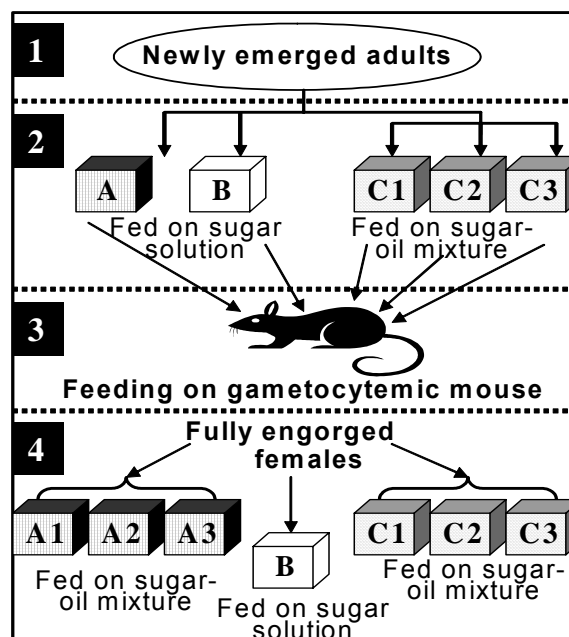 1
Newly emerged adults
2
A B C1 C2 C3
Fed on sugar
solution
Fed on sugar-
oil mixture
3
Feeding on gametocytemic mouse
4
Fully engorged
females
A1 A2 A3 B C1 C2 C3
Fed on sugar-
oil mixture
Fed on sugar
solution
Fed on sugar-
oil mixture